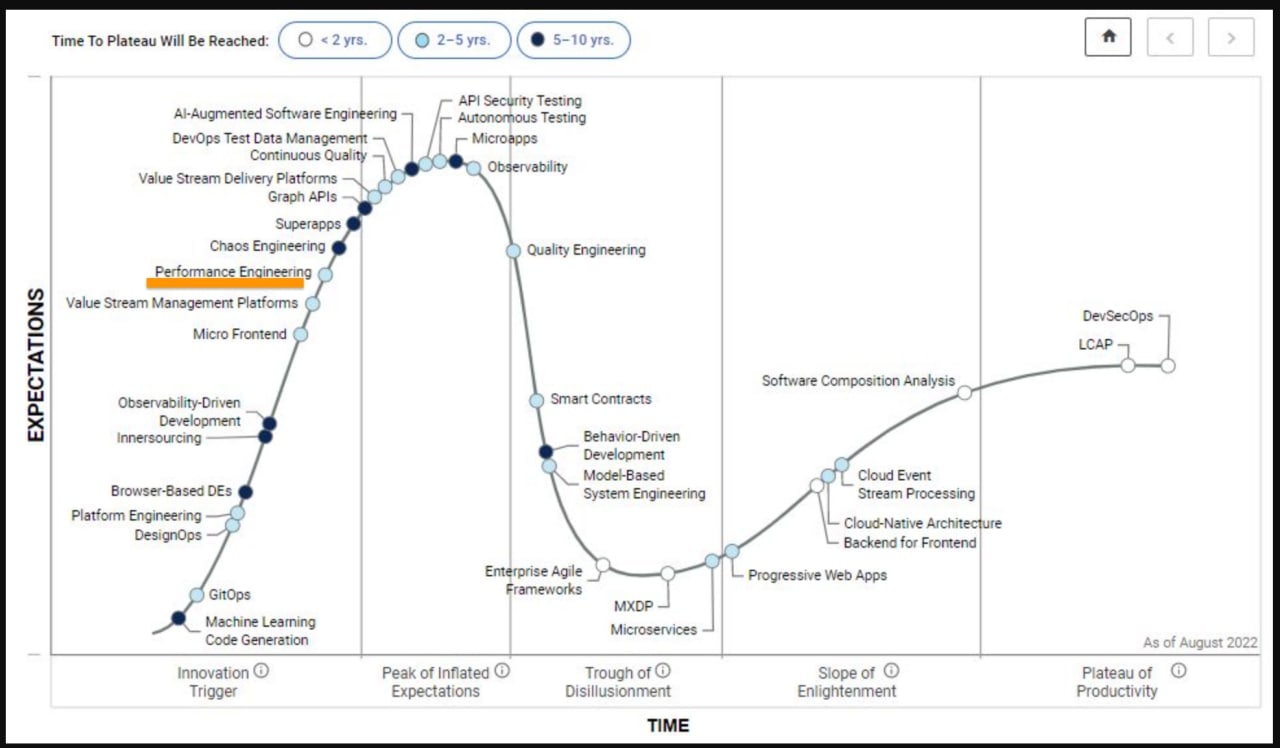 Time To Plateau Will Be Reached: < 2 yrs. 2–5 yrs. 5–10 yrs.
API Security Testing
AI-Augmented Software Engineering
Autonomous Testing
DevOps Test Data Management
Microapps
Continuous Quality
Observability
Value Stream Delivery Platforms
Graph APIs
Superapps
Chaos Engineering
Quality Engineering
Performance Engineering
Value Stream Management Platforms
Micro Frontend
DevSecOps
LCAP
Software Composition Analysis
Observability-Driven
Development
Smart Contracts
Innersourcing
Behavior-Driven
Development
Model-Based
System Engineering
Cloud Event
Stream Processing
Browser-Based DEs
Platform Engineering
DesignOps
Cloud-Native Architecture
Backend for Frontend
Enterprise Agile
Frameworks
Progressive Web Apps
GitOps
MXDP
Machine Learning
Code Generation
Microservices
As of August 2022
EXPECTATIONS
Innovation
Trigger
Peak of Inflated
Expectations
Trough of
Disillusionment
Slope of
Enlightenment
Plateau of
Productivity
TIME